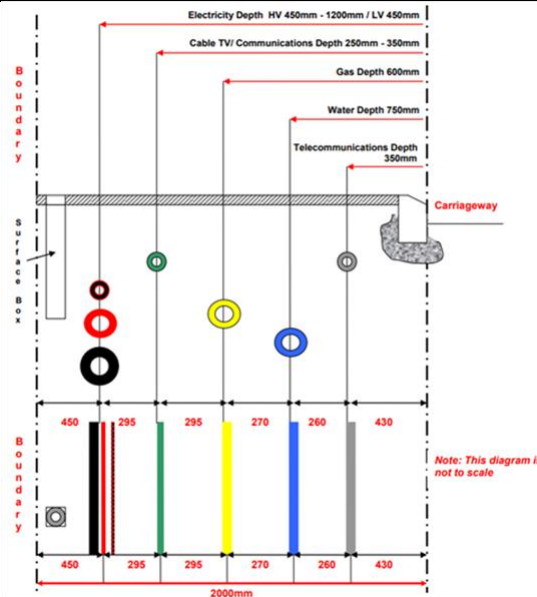 Electricity Depth HV 450mm - 1200mm / LV 450mm
Cable TV/ Communications Depth 250mm - 350mm
Gas Depth 600mm
Water Depth 750mm
Telecommunications Depth
350mm
Boundary
Carriageway
Surface Box
450 295 295 270 260 430
Boundary
Note: This diagram i
not to scale
450 295 295 270 260 430
2000mm